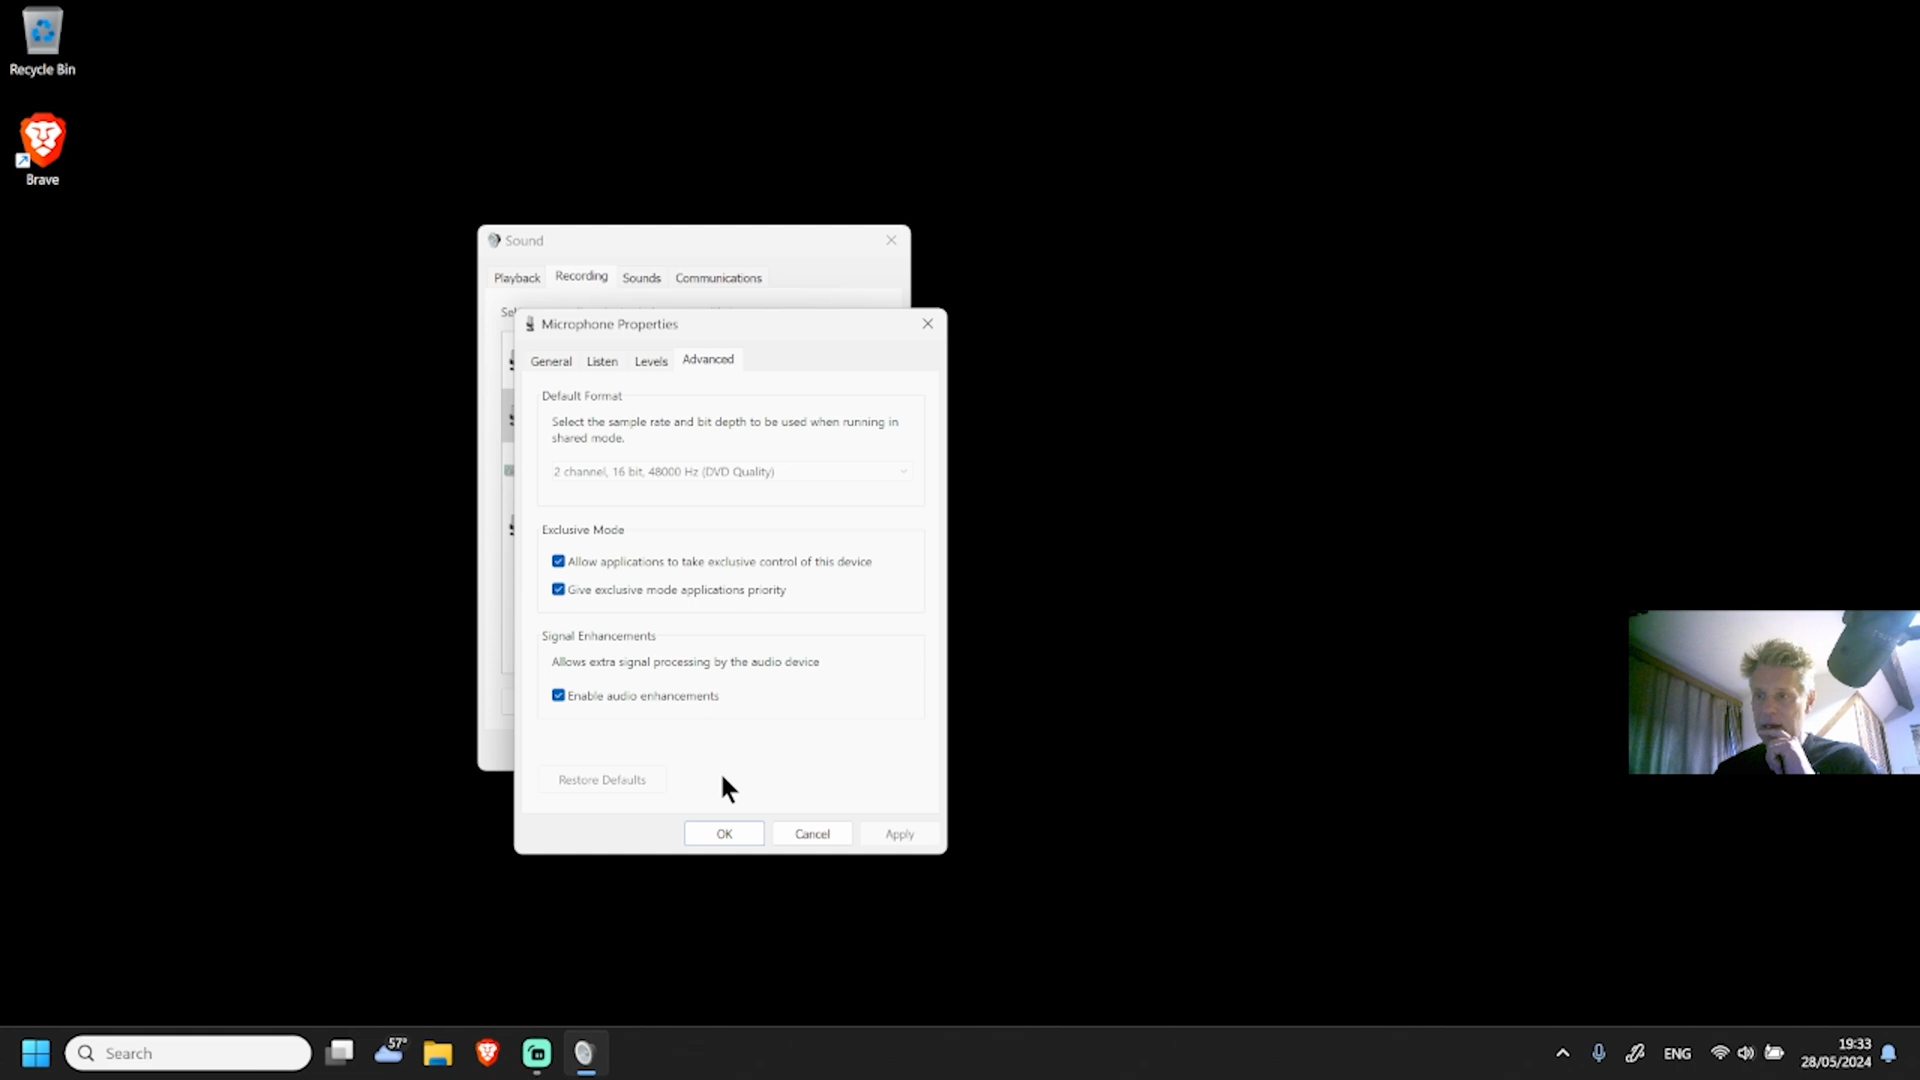 Recycle Bin
Brave
Sound
Playback Recording Sounds Communications
Microphone Properties
General Listen Levels Advanced
Default Format
Select the sample rate and bit depth to be used when running in
shared mode.
2 channel, 16 bit, 48000 Hz (DVD Quality)
Exclusive Mode
Allow applications to take exclusive control of this device
Give exclusive mode applications priority
Signal Enhancements
Allows extra signal processing by the audio device
Enable audio enhancements
Restore Defaults
OK Cancel Apply
Search
57°
ENG
19:33
28/05/2024